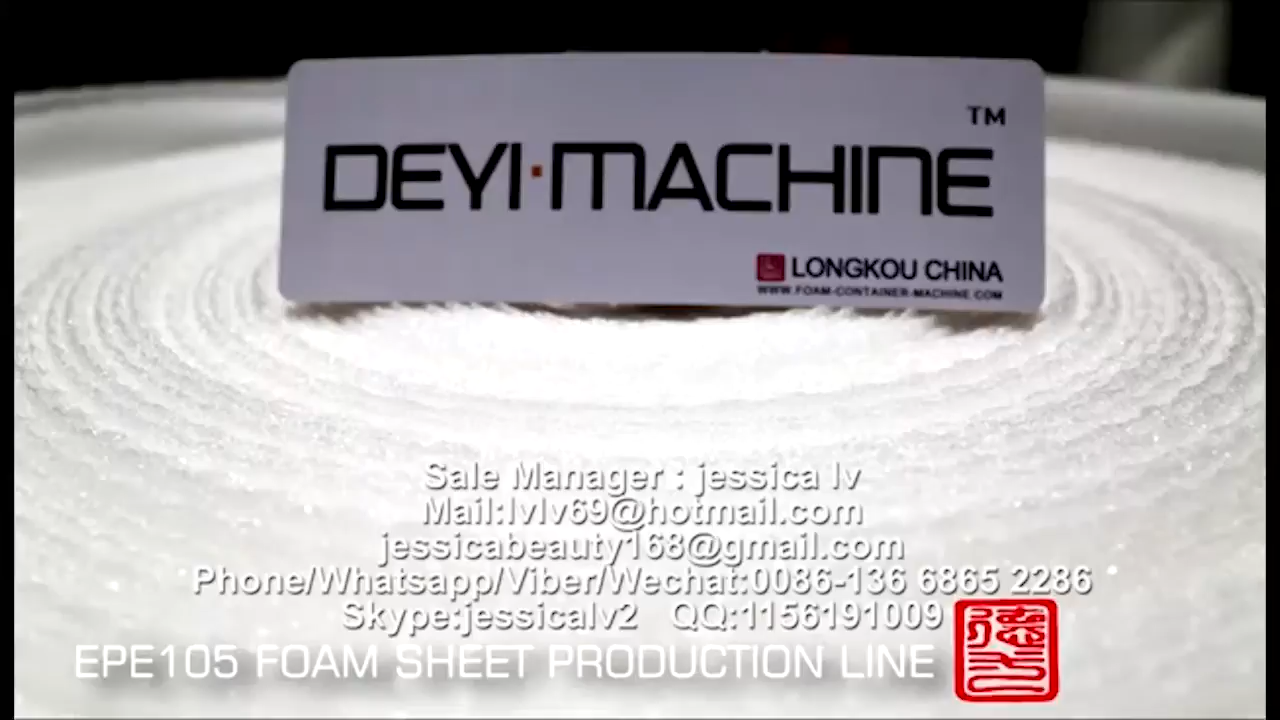 TM
DEYI·MACHINE
LONGKOU CHINA
WWW.FOAM-CONTAINER-MACHINE.COM
Sale Manager : jessica lv
Mail:lvlv69@hotmail.com
jessicabeauty168@gmail.com
Phone/Whatsapp/Viber/Wechat:0086-136 6865 2286
Skype:jessicalv2 QQ:1156191009
EPE105 FOAM SHEET PRODUCTION LINE